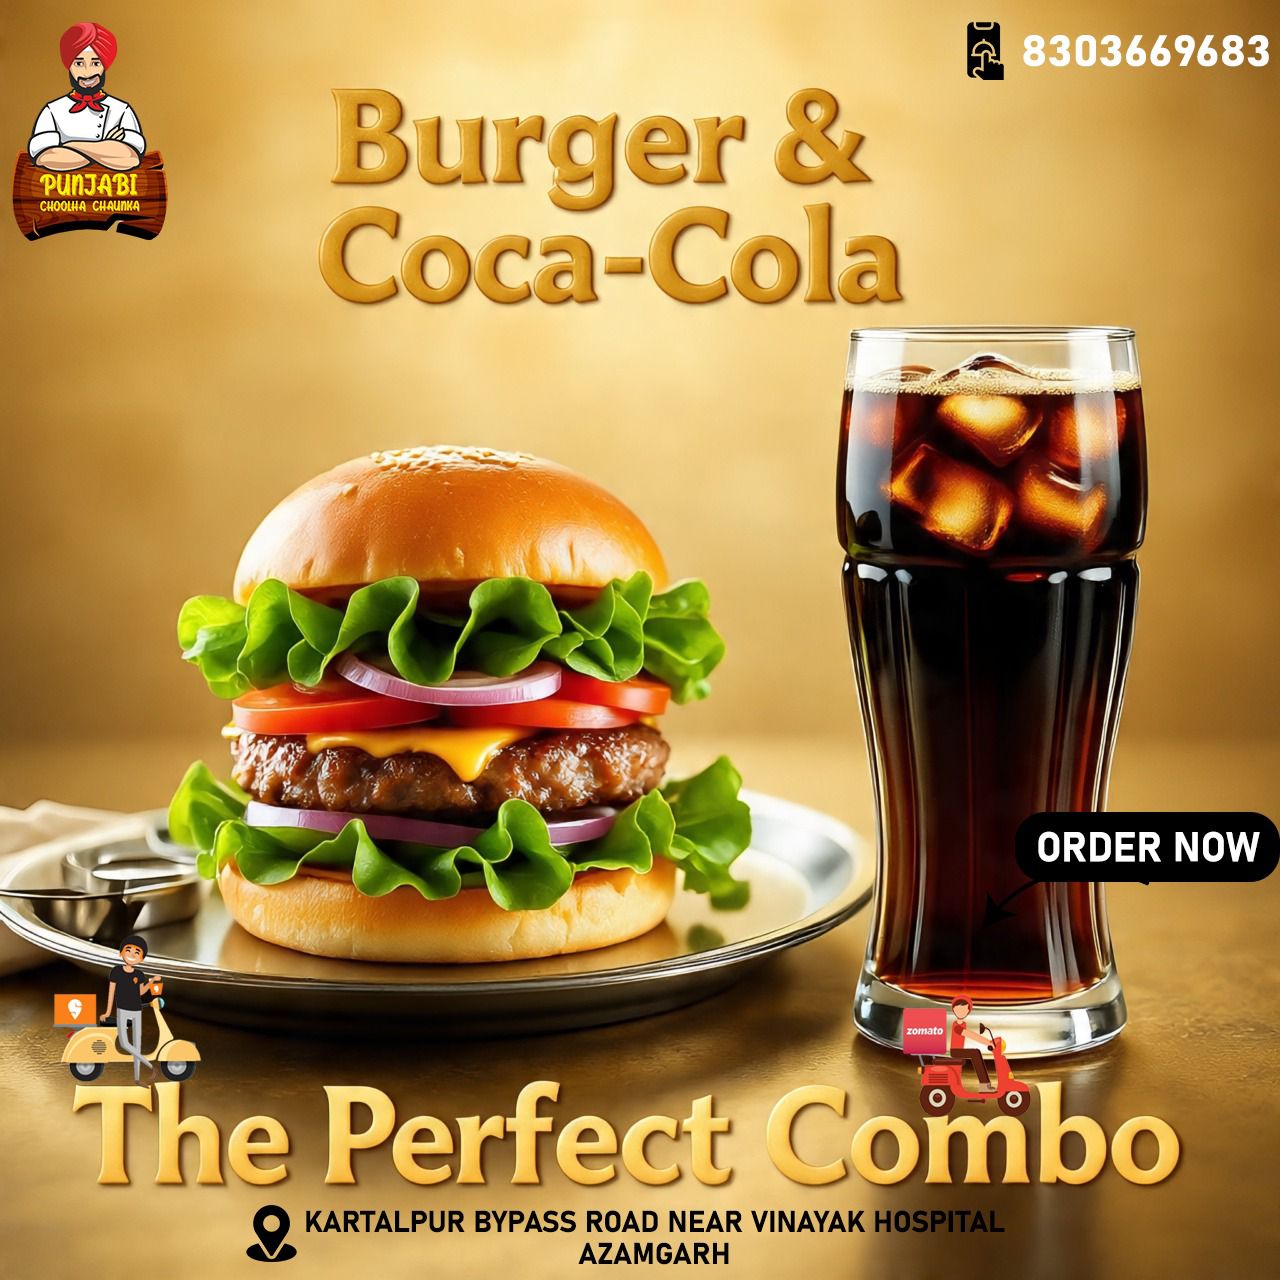 PUNJABI
CHOOLHA CHAUNKA
8303669683
Burger &
Coca-Cola
ORDER NOW
zomato
The Perfect Combo
KARTALPUR BYPASS ROAD NEAR VINAYAK HOSPITAL
AZAMGARH